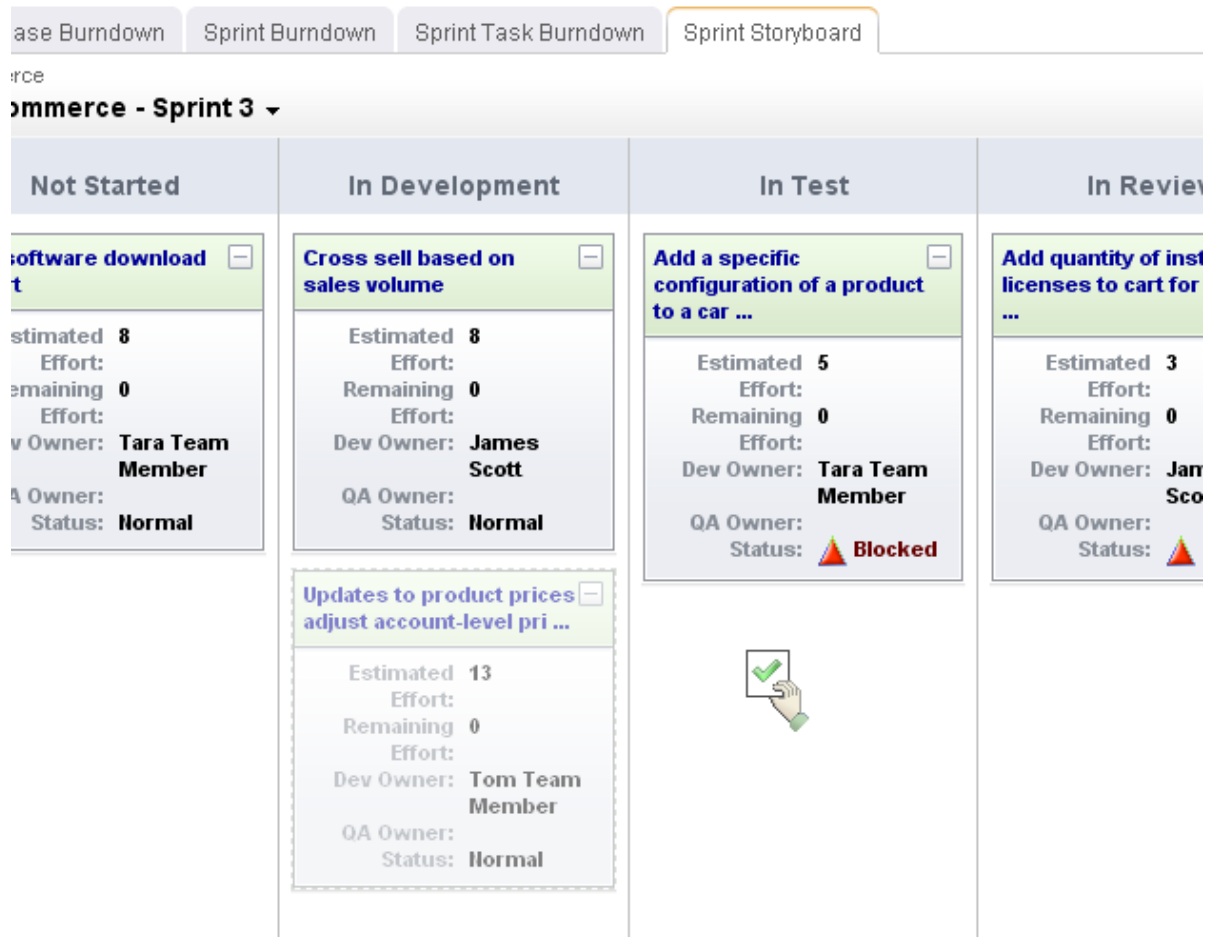 ase Burndown
Sprint Burndown
Sprint Task Burndown
Sprint Storyboard
erce
ommerce - Sprint 3
Not Started
software download
t
stimated 8
Effort:
emaining 0
Effort:
v Owner: Tara Team
Member
A Owner:
Status: Normal
In Development
Cross sell based on
sales volume
Estimated 8
Effort:
Remaining 0
Effort:
Dev Owner: James
Scott
QA Owner:
Status: Normal
Updates to product prices
adjust account-level pri ...
Estimated 13
Effort:
Remaining 0
Effort:
Dev Owner: Tom Team
Member
QA Owner:
Status: Normal
In Test
Add a specific
configuration of a product
to a car ...
Estimated 5
Effort:
Remaining 0
Effort:
Dev Owner: Tara Team
Member
QA Owner:
Status: Blocked
In Review
Add quantity of inst
licenses to cart for
...
Estimated 3
Effort:
Remaining 0
Effort:
Dev Owner: Jam
Sco
QA Owner:
Status: